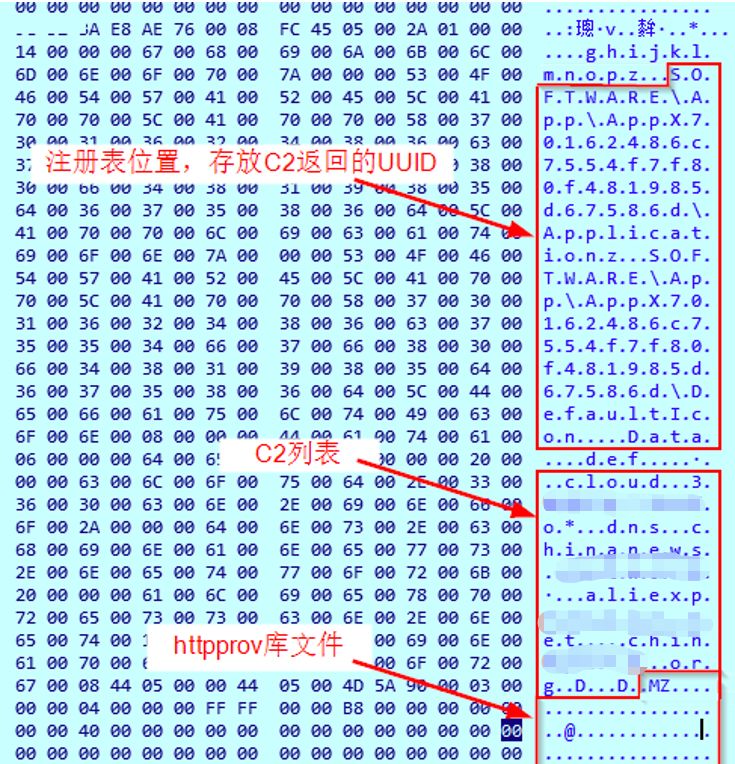 00 00 00 00 00 00 00 00 00 00 00 00 00 00 00 00 ................
E8 AE 76 00 08 FC 45 05 00 2A 01 00 00 ..:璁·v..
14 00 00 00 67 00 68 00 69 00 6A 00 6B 00 6C 00 ....g.h.i.j.k.l.
6D 00 6E 00 6F 00 70 00 7A 00 00 00 53 00 4F 00 m.n.o.p.z...S.O.
46 00 54 00 57 00 41 00 52 00 45 00 5C 00 41 00 F.T.W.A.R.E.\.A.
70 00 70 00 5C 00 41 00 70 00 70 00 58 00 37 00 p.p.\.A.p.p.X.7.
30 00 31 00 36 00 32 00 34 00 38 00 36 00 63 00 0.1.6.2.4.8.6.c.
注册表位置，存放C2返回的UUID
38 00 7.5.5.4.f.7.f.8.
30 00 66 00 34 00 38 00 31 00 39 00 38 00 35 00 0.f.4.8.1.9.8.5.
64 00 36 00 37 00 35 00 38 00 36 00 64 00 5C 00 d.6.7.5.8.6.d.\.
41 00 70 00 70 00 6C 00 69 00 63 00 61 00 74 00 A.p.p.l.i.c.a.t.
69 00 6F 00 6E 00 7A 00 00 00 53 00 4F 00 46 00 i.o.n.z...S.O.F.
54 00 57 00 41 00 52 00 45 00 5C 00 41 00 70 00 T.W.A.R.E.\.A.p.
70 00 5C 00 41 00 70 00 70 00 58 00 37 00 30 00 p.\.A.p.p.X.7.0.
31 00 36 00 32 00 34 00 38 00 36 00 63 00 37 00 1.6.2.4.8.6.c.7.
35 00 35 00 34 00 66 00 37 00 66 00 38 00 30 00 5.5.4.f.7.f.8.0.
66 00 34 00 38 00 31 00 39 00 38 00 35 00 64 00 f.4.8.1.9.8.5.d.
36 00 37 00 35 00 38 00 36 00 64 00 5C 00 44 00 6.7.5.8.6.d.\.D.
65 00 66 00 61 00 75 00 6C 00 74 00 49 00 63 00 e.f.a.u.l.t.I.c.
6F 00 6E 00 08 00 00 00 44 00 61 00 74 00 61 00 o.n.....D.a.t.a.
06 00 00 00 64 00 00 00 20 00 ....d.e.f.....·.
C2列表
00 00 63 00 6C 00 6F 00 75 00 64 00 2E 00 33 00 ..c.l.o.u.d...3.
36 00 30 00 63 00 6E 00 2E 00 69 00 6E 00 66 00
6F 00 2A 00 00 00 64 00 6E 00 73 00 2E 00 63 00 o.*...d.n.s...c.
68 00 69 00 6E 00 61 00 6E 00 65 00 77 00 73 00 h.i.n.a.n.e.w.s.
2E 00 6E 00 65 00 74 00 77 00 6F 00 72 00 6B 00
20 00 00 00 61 00 6C 00 69 00 65 00 78 00 70 00 ·...a.l.i.e.x.p.
72 00 65 00 73 00 73 00 63 00 6E 00 2E 00 6E 00
65 00 74 00 69 00 6E 00 e.t.....c.h.i.n.
httpprov库文件
61 00 70 00 6F 00 72 00 ..o.r.
67 00 08 44 05 00 00 44 05 00 4D 5A 90 00 03 00 g..D...D..MZ....
00 00 04 00 00 00 FF FF 00 00 B8 00 00 00 00 00 ................
00 00 40 00 00 00 00 00 00 00 00 00 00 00 00 00 ..@.............
00 00 00 00 00 00 00 00 00 00 00 00 00 00 00 00 ................